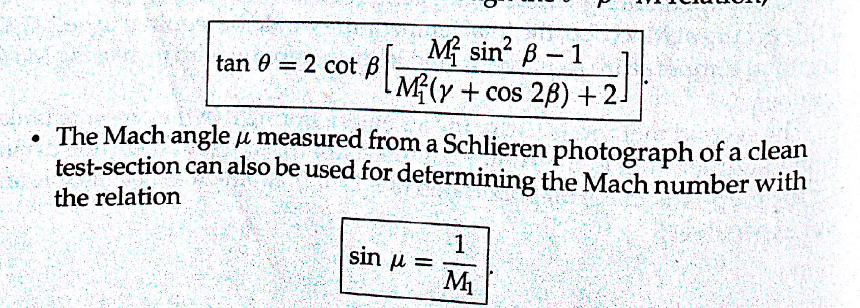 tan θ = 2 cot β [ (M₁² sin² β − 1) / (M₁²(γ + cos 2β) + 2) ].
• The Mach angle μ measured from a Schlieren photograph of a clean
test-section can also be used for determining the Mach number with
the relation
sin μ = 1 / M₁.